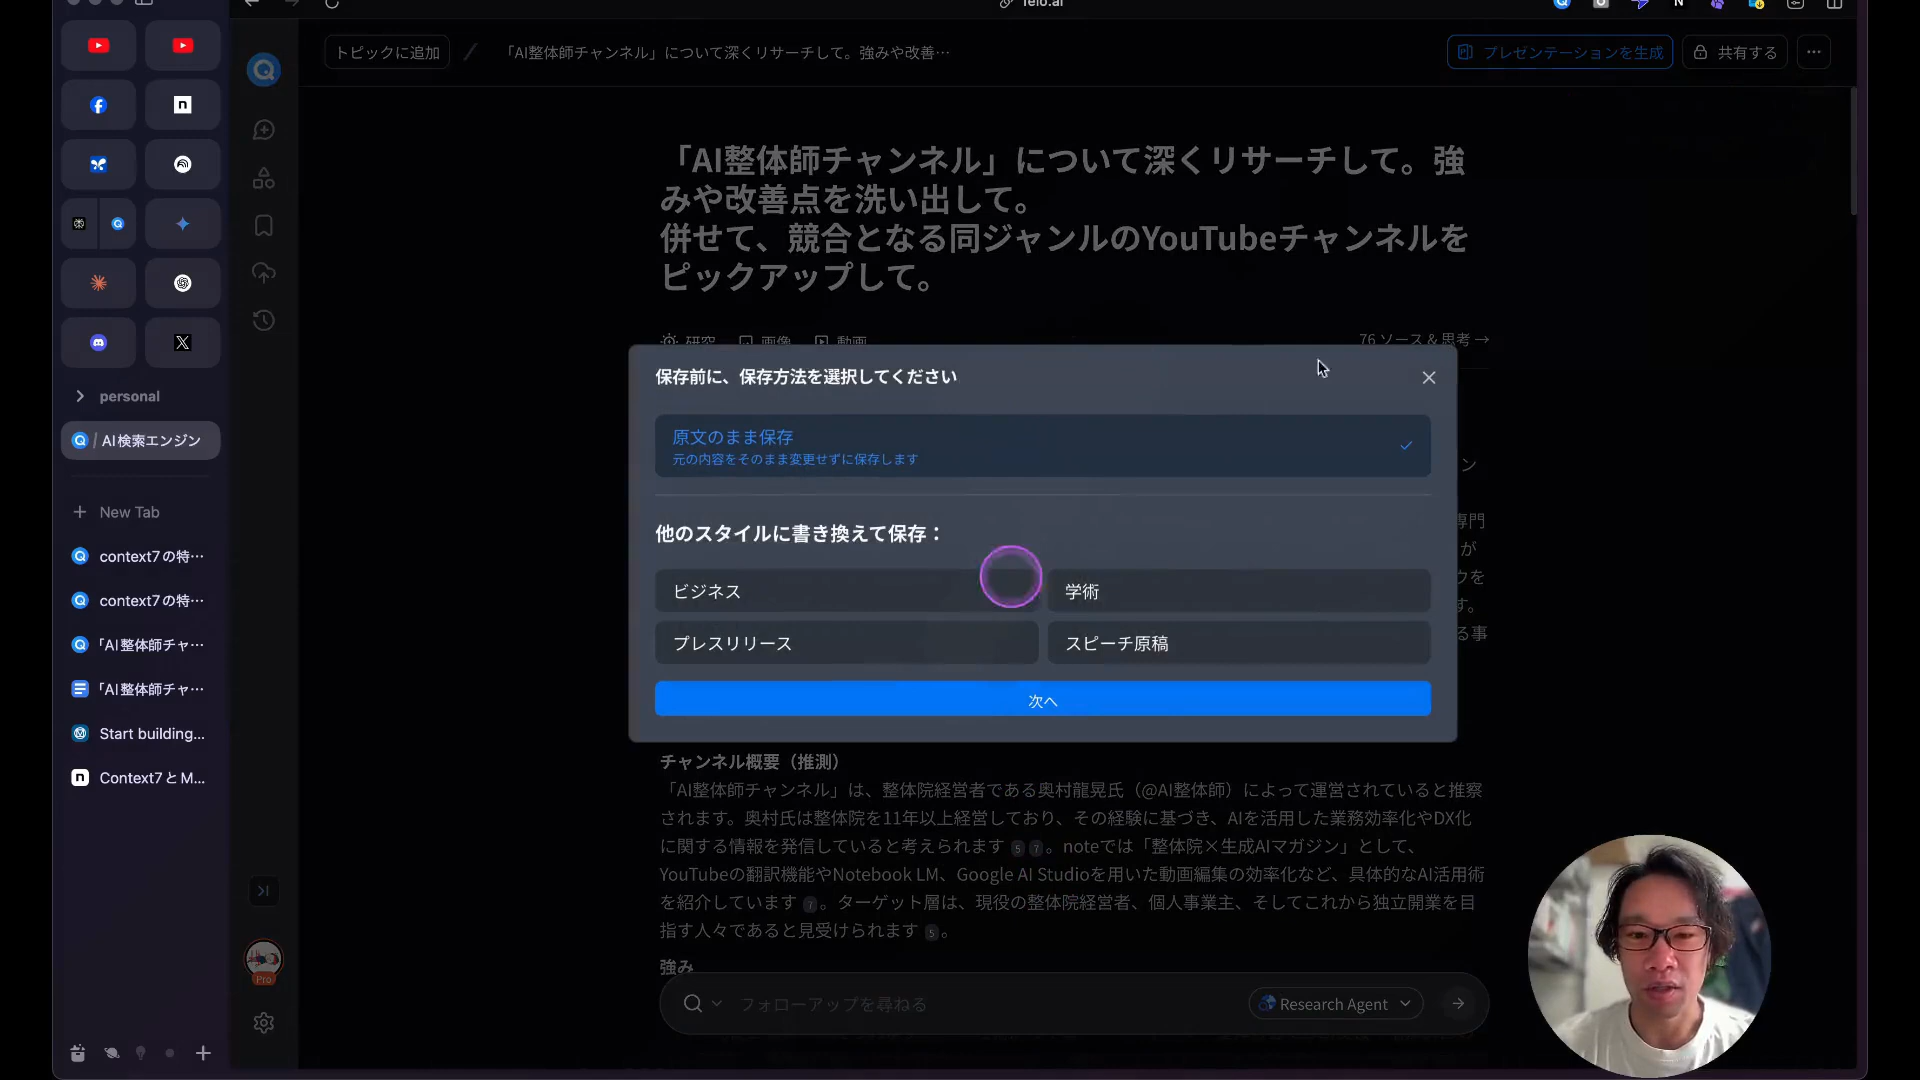 felo.ai
トピックに追加
「AI整体師チャンネル」について深くリサーチして。強みや改善…
プレゼンテーションを生成
共有する
「AI整体師チャンネル」について深くリサーチして。強
みや改善点を洗い出して。
併せて、競合となる同ジャンルのYouTubeチャンネルを
ピックアップして。
研究
画像
動画
76 ソース & 思考 →
保存前に、保存方法を選択してください
原文のまま保存
元の内容をそのまま変更せずに保存します
他のスタイルに書き換えて保存：
ビジネス
学術
プレスリリース
スピーチ原稿
次へ
ン
専門
が
クを
す。
る事
チャンネル概要（推測）
「AI整体師チャンネル」は、整体院経営者である奥村龍晃氏（@AI整体師）によって運営されていると推察
されます。奥村氏は整体院を11年以上経営しており、その経験に基づき、AIを活用した業務効率化やDX化
に関する情報を発信していると考えられます 5 7 。noteでは「整体院×生成AIマガジン」として、
YouTubeの翻訳機能やNotebook LM、Google AI Studioを用いた動画編集の効率化など、具体的なAI活用術
を紹介しています 7 。ターゲット層は、現役の整体院経営者、個人事業主、そしてこれから独立開業を目
指す人々であると見受けられます 5 。
強み
フォローアップを尋ねる
Research Agent
personal
/ AI検索エンジン
New Tab
context7の特…
context7の特…
「AI整体師チャ…
「AI整体師チャ…
Start building...
Context7とM...
Pro